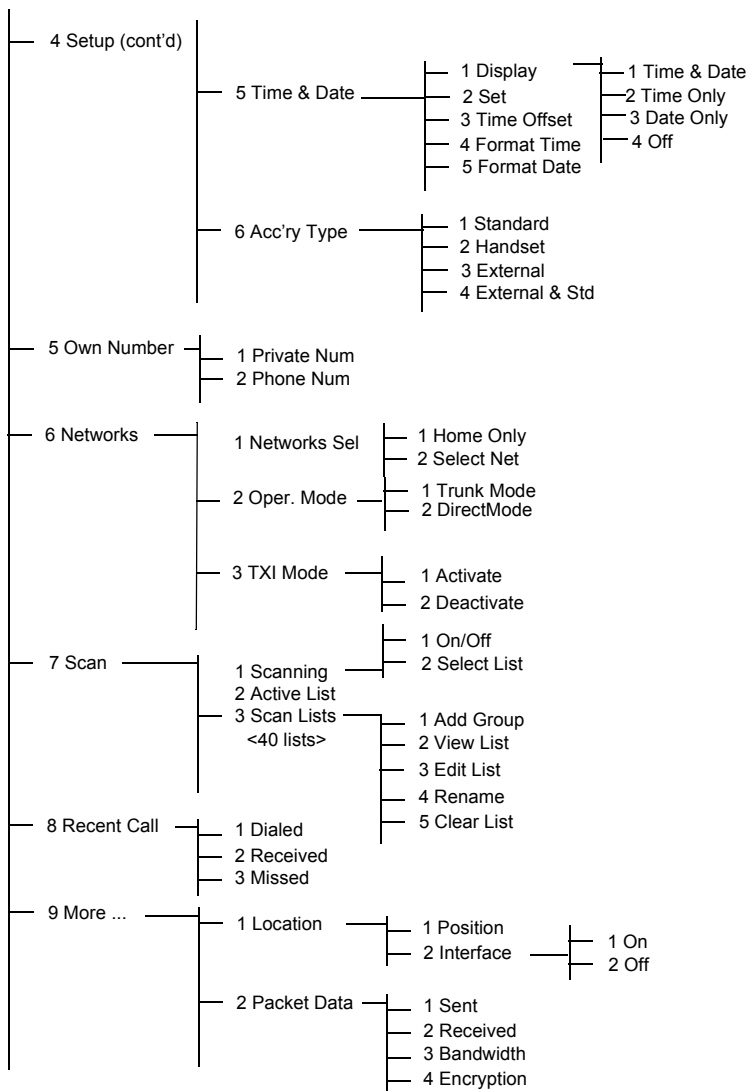 4 Setup (cont'd)
5 Time & Date
1 Display
1 Time & Date
2 Time Only
3 Date Only
4 Off
2 Set
3 Time Offset
4 Format Time
5 Format Date
6 Acc'ry Type
1 Standard
2 Handset
3 External
4 External & Std
5 Own Number
1 Private Num
2 Phone Num
6 Networks
1 Networks Sel
1 Home Only
2 Select Net
2 Oper. Mode
1 Trunk Mode
2 DirectMode
3 TXI Mode
1 Activate
2 Deactivate
7 Scan
1 Scanning
1 On/Off
2 Select List
2 Active List
3 Scan Lists
<40 lists>
1 Add Group
2 View List
3 Edit List
4 Rename
5 Clear List
8 Recent Call
1 Dialed
2 Received
3 Missed
9 More ...
1 Location
1 Position
2 Interface
1 On
2 Off
2 Packet Data
1 Sent
2 Received
3 Bandwidth
4 Encryption